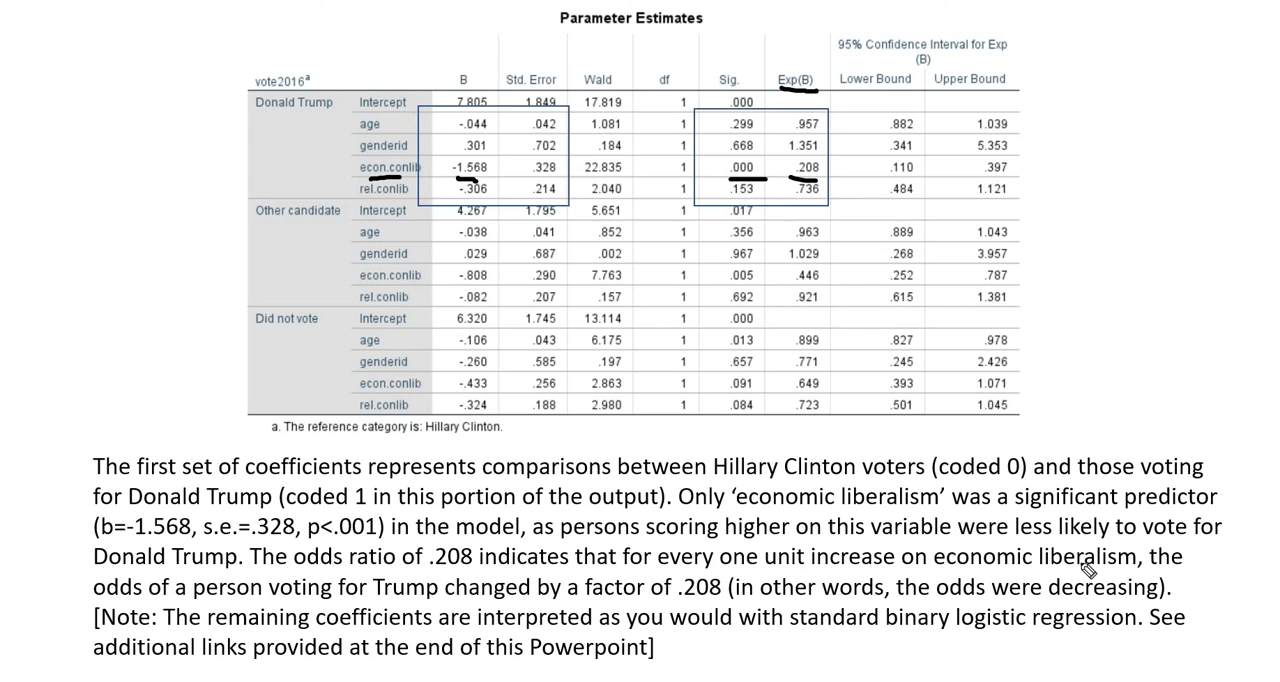 Parameter Estimates
95% Confidence Interval for Exp
(B)
vote2016ª B Std. Error Wald df Sig. Exp(B) Lower Bound Upper Bound
Donald Trump Intercept 7.805 1.849 17.819 1 .000
age -.044 .042 1.081 1 .299 .957 .882 1.039
genderid .301 .702 .184 1 .668 1.351 .341 5.353
econ.conlib -1.568 .328 22.835 1 .000 .208 .110 .397
rel.conlib -.306 .214 2.040 1 .153 .736 .484 1.121
Other candidate Intercept 4.267 1.795 5.651 1 .017
age -.038 .041 .852 1 .356 .963 .889 1.043
genderid .029 .687 .002 1 .967 1.029 .268 3.957
econ.conlib -.808 .290 7.763 1 .005 .446 .252 .787
rel.conlib -.082 .207 .157 1 .692 .921 .615 1.381
Did not vote Intercept 6.320 1.745 13.114 1 .000
age -.106 .043 6.175 1 .013 .899 .827 .978
genderid -.260 .585 .197 1 .657 .771 .245 2.426
econ.conlib -.433 .256 2.863 1 .091 .649 .393 1.071
rel.conlib -.324 .188 2.980 1 .084 .723 .501 1.045
a. The reference category is: Hillary Clinton.
The first set of coefficients represents comparisons between Hillary Clinton voters (coded 0) and those voting
for Donald Trump (coded 1 in this portion of the output). Only ‘economic liberalism’ was a significant predictor
(b=-1.568, s.e.=.328, p<.001) in the model, as persons scoring higher on this variable were less likely to vote for
Donald Trump. The odds ratio of .208 indicates that for every one unit increase on economic liberalism, the
odds of a person voting for Trump changed by a factor of .208 (in other words, the odds were decreasing).
[Note: The remaining coefficients are interpreted as you would with standard binary logistic regression. See
additional links provided at the end of this Powerpoint]